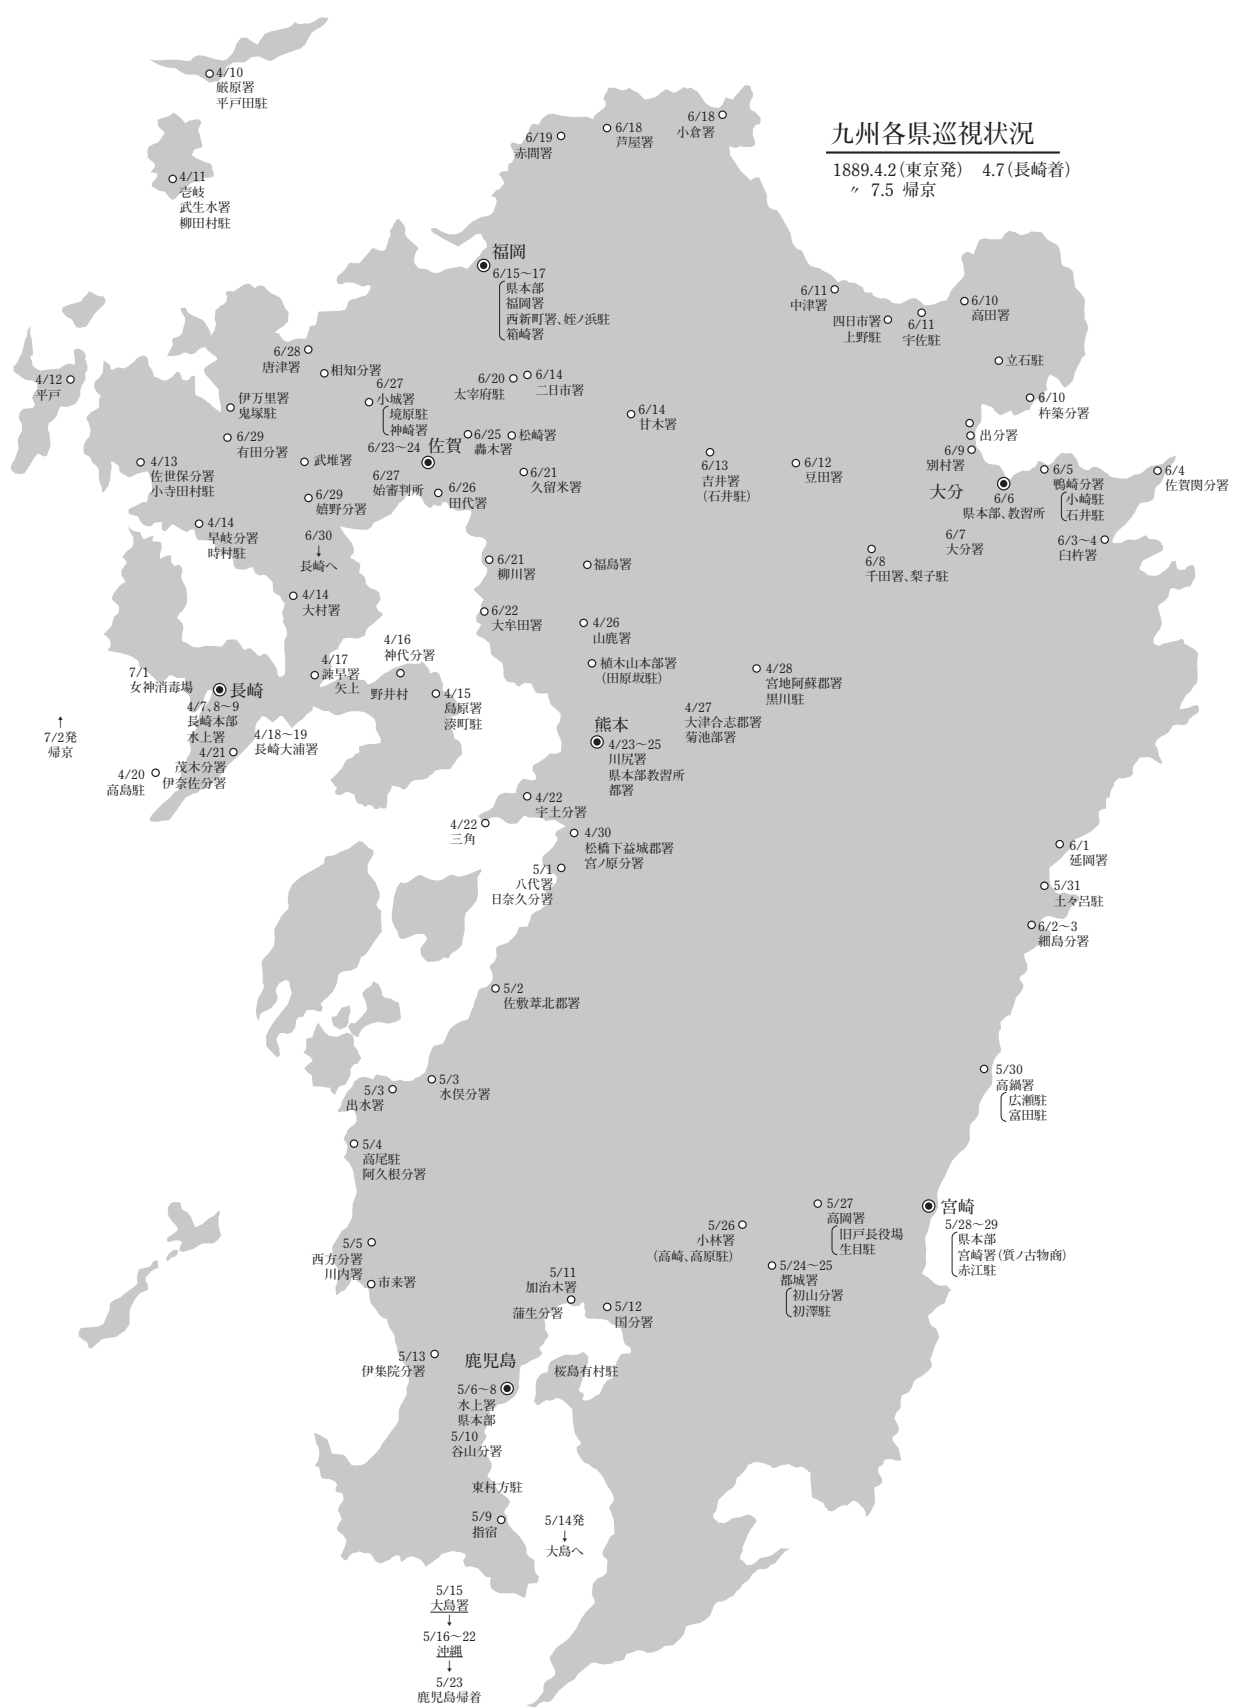 九州各県巡視状況
1889.4.2（東京発） 4.7（長崎着）
〃 7.5 帰京
4/10
厳原署
平戸田駐
4/11
壱岐
武生水署
柳田村駐
6/19
赤間署
6/18
芦屋署
6/18
小倉署
福岡
6/15〜17
県本部
福岡署
西新町署、姪ノ浜駐
箱崎署
6/11
中津署
四日市署
上野駐
6/11
宇佐駐
6/10
高田署
立石駐
6/10
杵築分署
出分署
6/9
別村署
4/12
平戸
6/28
唐津署
相知分署
伊万里署
鬼塚駐
6/27
小城署
境原駐
神崎署
6/20
太宰府駐
6/14
二日市署
6/14
甘木署
6/29
有田分署
武堆署
6/23〜24
佐賀
6/25
轟木署
松崎署
6/27
始審判所
6/26
田代署
6/21
久留米署
6/13
吉井署
（石井駐）
6/12
豆田署
大分
6/6
県本部、教習所
6/5
鴨崎分署
小崎駐
石井駐
6/4
佐賀関分署
6/7
大分署
6/3〜4
臼杵署
6/8
千田署、梨子駐
4/13
佐世保分署
小寺田村駐
6/29
嬉野分署
4/14
早岐分署
時村駐
6/30
↓
長崎へ
6/21
柳川署
福島署
4/14
大村署
6/22
大牟田署
4/26
山鹿署
植木山本部署
（田原坂駐）
4/28
宮地阿蘇郡署
黒川駐
4/27
大津合志郡署
菊池部署
4/16
神代分署
4/17
諫早署
矢上
野井村
4/15
島原署
湊町駐
7/1
女神消毒場
長崎
4/7、8〜9
長崎本部
水上署
4/18〜19
長崎大浦署
4/21
茂木分署
伊奈佐分署
4/20
高島駐
↑
7/2発
帰京
熊本
4/23〜25
川尻署
県本部教習所
都署
4/22
宇土分署
4/22
三角
4/30
松橋下益城郡署
宮ノ原分署
5/1
八代署
日奈久分署
6/1
延岡署
5/31
土々呂駐
6/2〜3
細島分署
5/2
佐敷葦北郡署
5/3
水俣分署
5/3
出水署
5/4
高尾駐
阿久根分署
5/30
高鍋署
広瀬駐
富田駐
5/27
高岡署
旧戸長役場
生目駐
宮崎
5/28〜29
県本部
宮崎署（質ノ古物商）
赤江駐
5/26
小林署
（高崎、高原駐）
5/24〜25
都城署
初山分署
初澤駐
5/5
西方分署
川内署
市来署
5/11
加治木署
蒲生分署
5/12
国分署
5/13
伊集院分署
鹿児島
5/6〜8
水上署
県本部
5/10
谷山分署
桜島有村駐
東村方駐
5/9
指宿
5/14発
↓
大島へ
5/15
大島署
↓
5/16〜22
沖縄
↓
5/23
鹿児島帰着